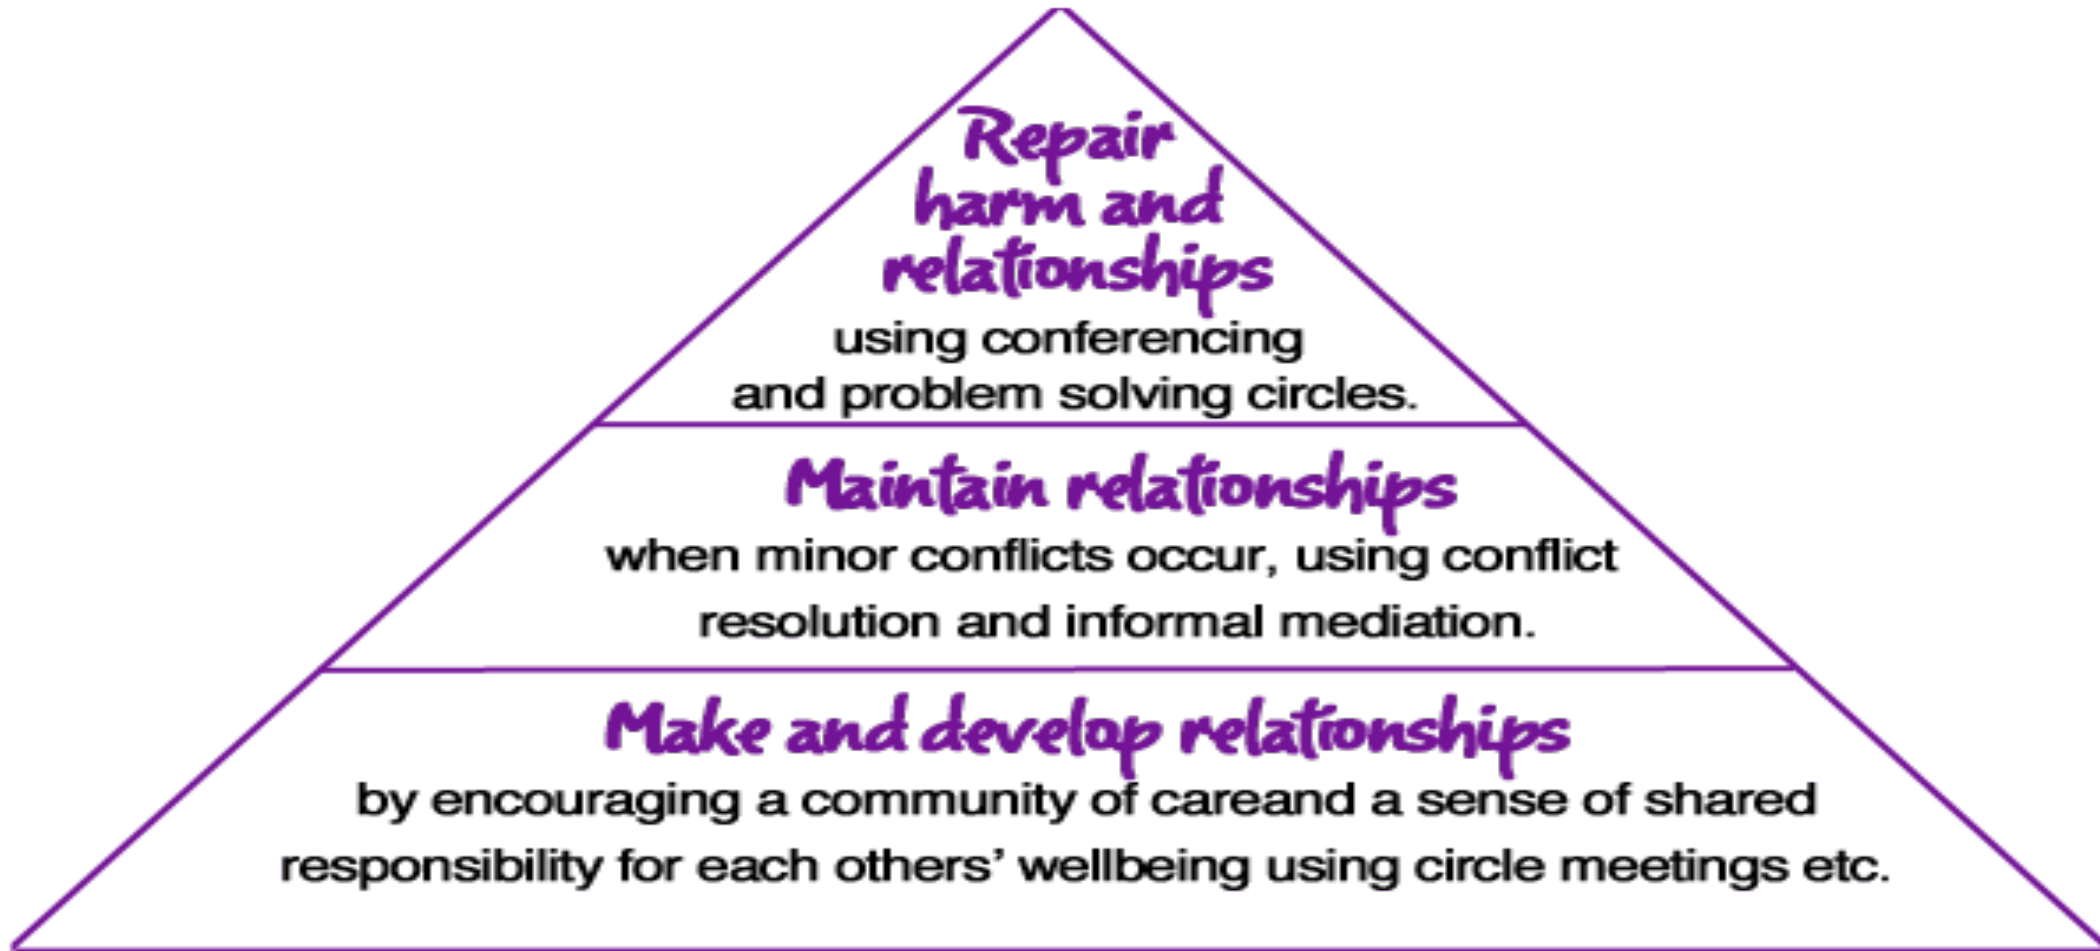 Repair
harm and
relationships
using conferencing
and problem solving circles.
Maintain relationships
when minor conflicts occur, using conflict
resolution and informal mediation.
Make and develop relationships
by encouraging a community of careand a sense of shared
responsibility for each others’ wellbeing using circle meetings etc.